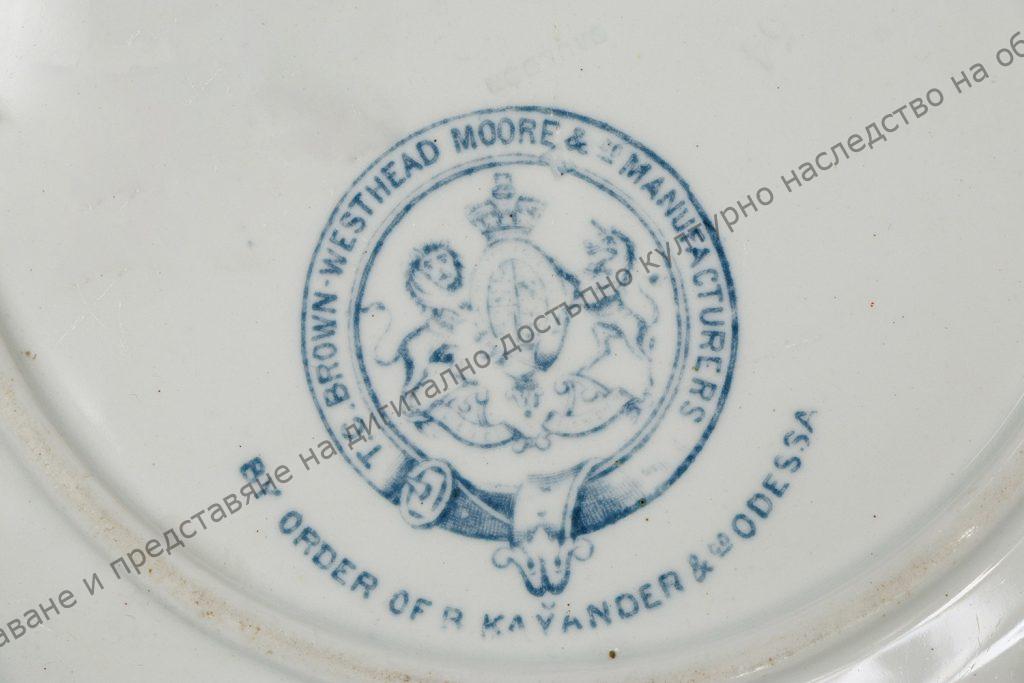 T.C. BROWN-WESTHEAD MOORE & Co MANUFACTURERS
BY ORDER OF R KAVANDER & Co ODESSA
аване и представяне на дигитално достъпно културно наследство на об